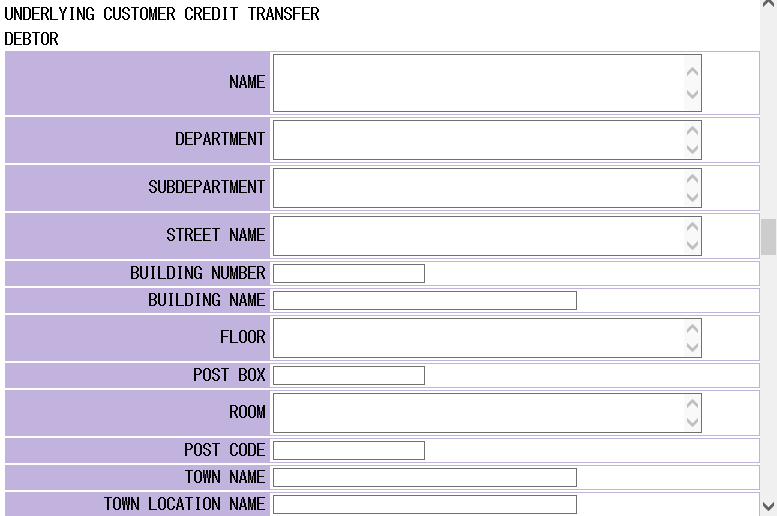 UNDERLYING CUSTOMER CREDIT TRANSFER
DEBTOR
NAME
DEPARTMENT
SUBDEPARTMENT
STREET NAME
BUILDING NUMBER
BUILDING NAME
FLOOR
POST BOX
ROOM
POST CODE
TOWN NAME
TOWN LOCATION NAME